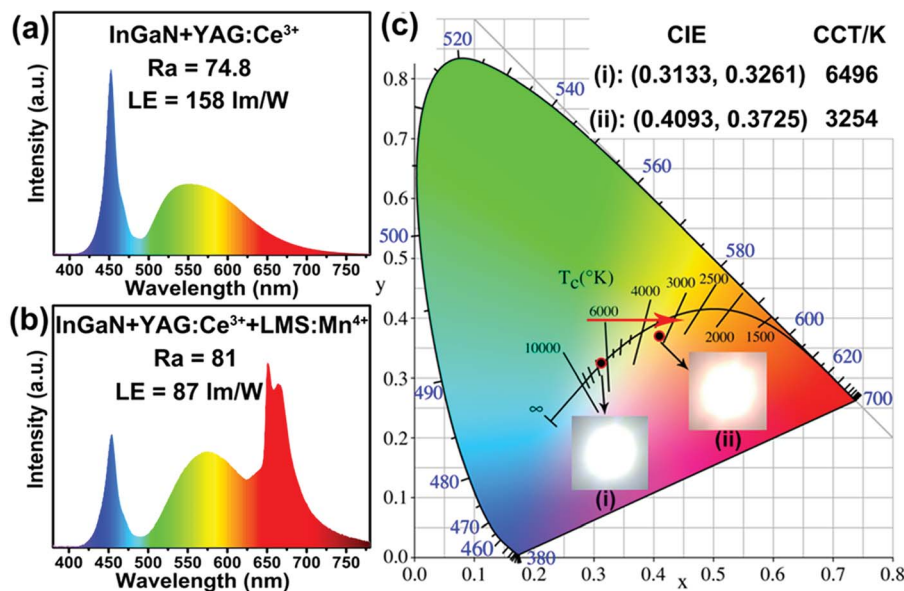 (a)
InGaN+YAG:Ce³⁺
Ra = 74.8
LE = 158 lm/W
Intensity (a.u.)
400 450 500 550 600 650 700 750
Wavelength (nm)
(b)
InGaN+YAG:Ce³⁺+LMS:Mn⁴⁺
Ra = 81
LE = 87 lm/W
Intensity (a.u.)
400 450 500 550 600 650 700 750
Wavelength (nm)
(c)
CIE CCT/K
(i): (0.3133, 0.3261) 6496
(ii): (0.4093, 0.3725) 3254
520
540
560
580
600
620
700
500
490
480
470
460
380
Tc(°K)
∞
10000
6000
4000
3000
2500
2000
1500
(i)
(ii)
y
0.8
0.7
0.6
0.5
0.4
0.3
0.2
0.1
0.0
0.0 0.1 0.2 0.3 0.4 0.5 0.6 0.7 0.8
x